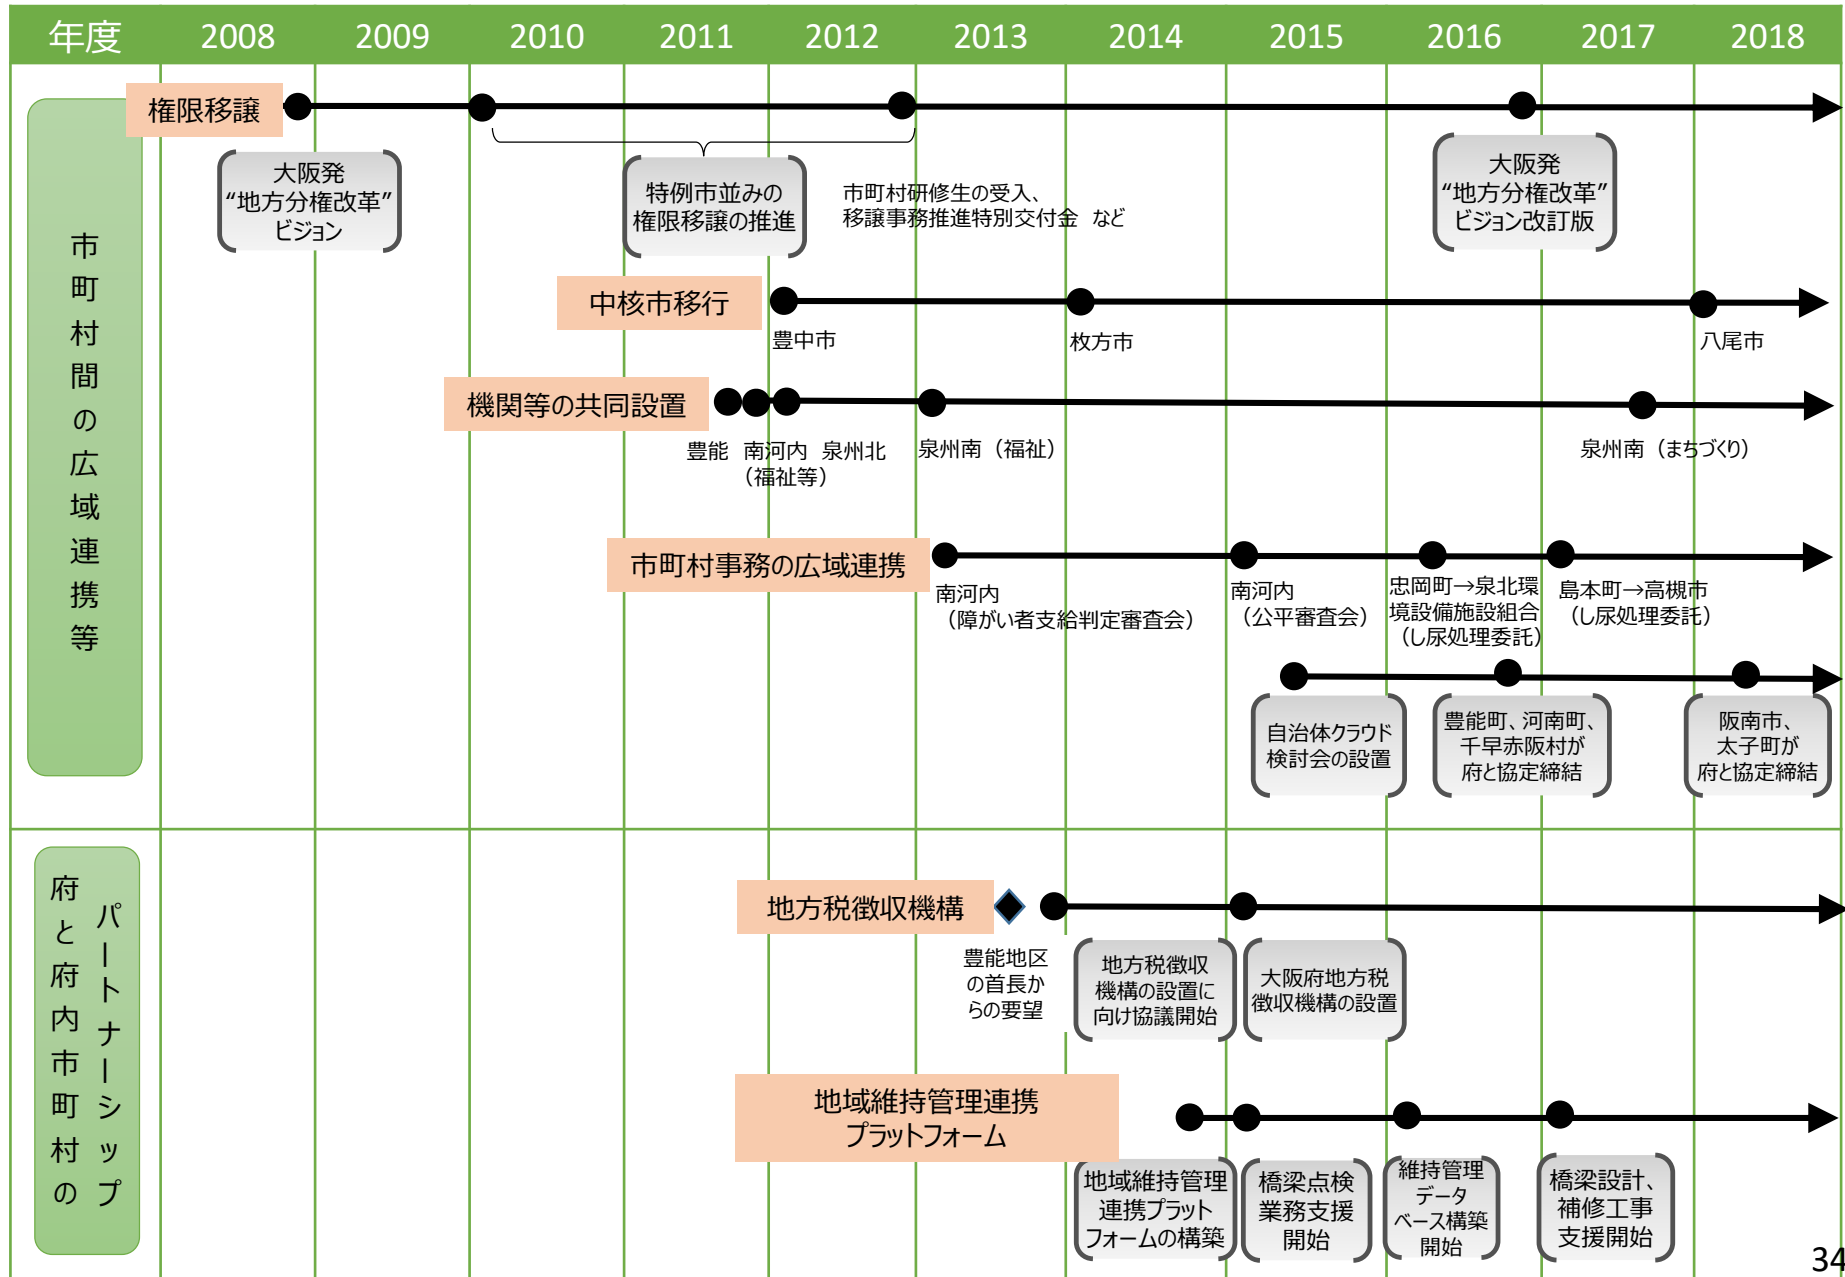 年度 2008 2009 2010 2011 2012 2013 2014 2015 2016 2017 2018
市町村間の広域連携等
権限移譲
大阪発
“地方分権改革”
ビジョン
特例市並みの
権限移譲の推進
市町村研修生の受入、
移譲事務推進特別交付金 など
大阪発
“地方分権改革”
ビジョン改訂版
中核市移行
豊中市
枚方市
八尾市
機関等の共同設置
豊能 南河内 泉州北
（福祉等）
泉州南（福祉）
泉州南（まちづくり）
市町村事務の広域連携
南河内
（障がい者支給判定審査会）
南河内
（公平審査会）
忠岡町→泉北環
境設備施設組合
（し尿処理委託）
島本町→高槻市
（し尿処理委託）
自治体クラウド
検討会の設置
豊能町、河南町、
千早赤阪村が
府と協定締結
阪南市、
太子町が
府と協定締結
府と府内市町村の
パートナーシップ
地方税徴収機構
豊能地区
の首長か
らの要望
地方税徴収
機構の設置に
向け協議開始
大阪府地方税
徴収機構の設置
地域維持管理連携
プラットフォーム
地域維持管理
連携プラット
フォームの構築
橋梁点検
業務支援
開始
維持管理
データ
ベース構築
開始
橋梁設計、
補修工事
支援開始
34